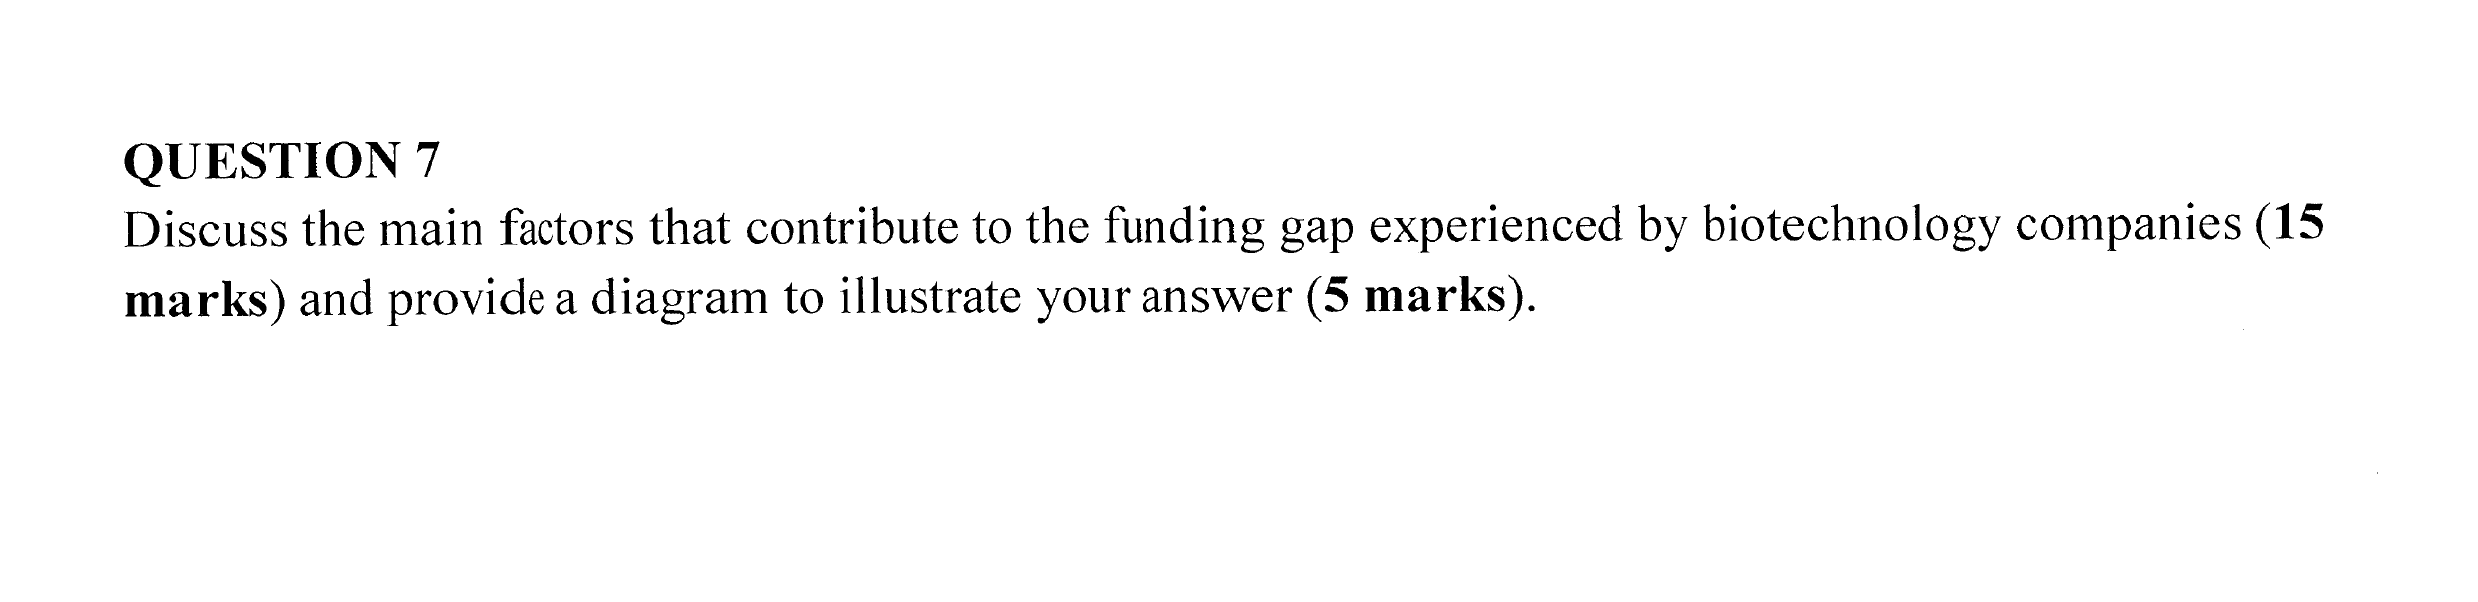 QUESTION 7
Discuss the main factors that contribute to the funding gap experienced by biotechnology companies (15
marks) and provide a diagram to illustrate your answer (5 marks).